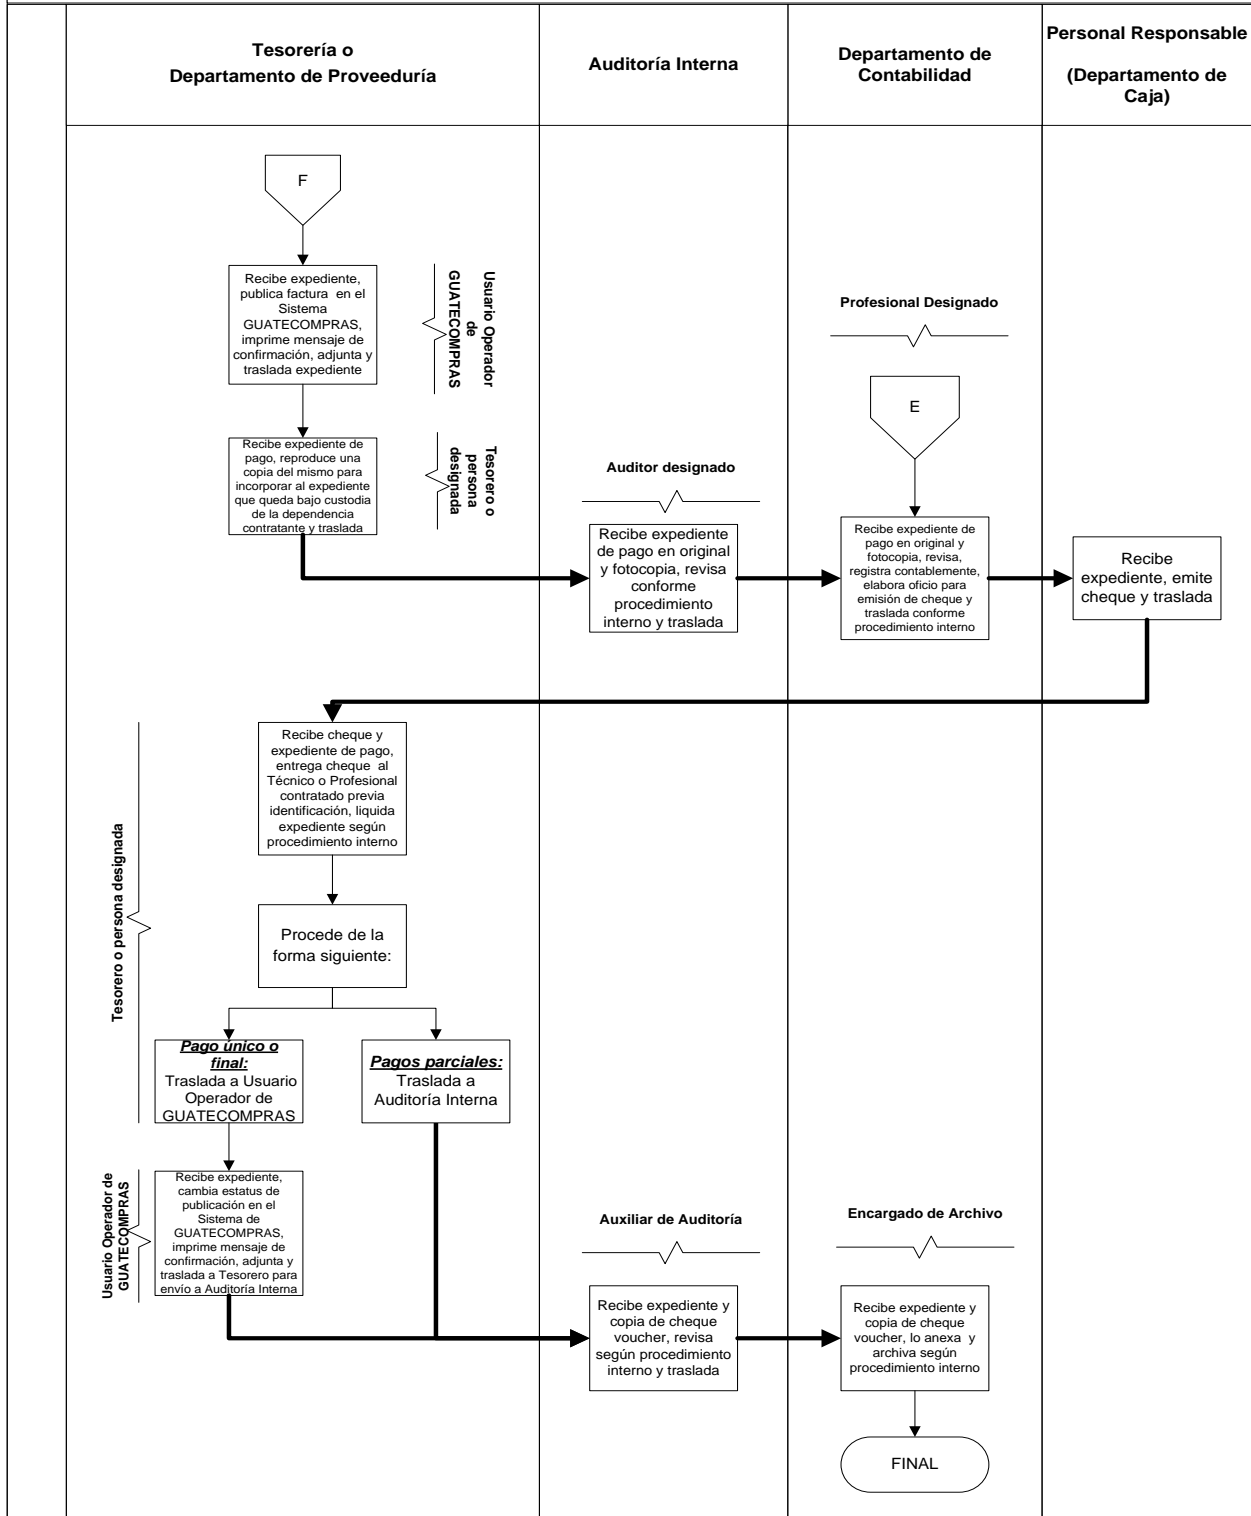 Tesorería o
Departamento de Proveeduría
Auditoría Interna
Departamento de
Contabilidad
Personal Responsable
(Departamento de
Caja)
F
Recibe expediente,
publica factura en el
Sistema
GUATECOMPRAS,
imprime mensaje de
confirmación, adjunta y
traslada expediente
Usuario Operador
de
GUATECOMPRAS
Recibe expediente de
pago, reproduce una
copia del mismo para
incorporar al expediente
que queda bajo custodia
de la dependencia
contratante y traslada
Tesorero o
persona
designada
Auditor designado
Recibe expediente
de pago en original
y fotocopia, revisa
conforme
procedimiento
interno y traslada
Profesional Designado
E
Recibe expediente de
pago en original y
fotocopia, revisa,
registra contablemente,
elabora oficio para
emisión de cheque y
traslada conforme
procedimiento interno
Recibe
expediente, emite
cheque y traslada
Tesorero o persona designada
Recibe cheque y
expediente de pago,
entrega cheque al
Técnico o Profesional
contratado previa
identificación, liquida
expediente según
procedimiento interno
Procede de la
forma siguiente:
Pago único o
final:
Traslada a Usuario
Operador de
GUATECOMPRAS
Pagos parciales:
Traslada a
Auditoría Interna
Usuario Operador de
GUATECOMPRAS
Recibe expediente,
cambia estatus de
publicación en el
Sistema de
GUATECOMPRAS,
imprime mensaje de
confirmación, adjunta y
traslada a Tesorero para
envío a Auditoría Interna
Auxiliar de Auditoría
Recibe expediente y
copia de cheque
voucher, revisa
según procedimiento
interno y traslada
Encargado de Archivo
Recibe expediente y
copia de cheque
voucher, lo anexa y
archiva según
procedimiento interno
FINAL